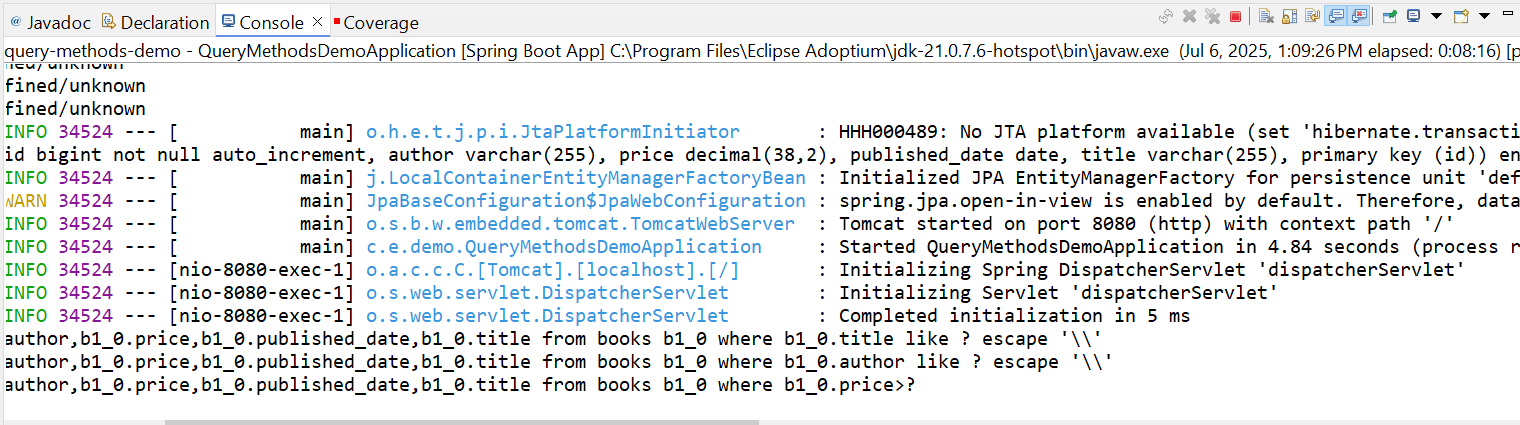 @ Javadoc Declaration Console × Coverage
query-methods-demo - QueryMethodsDemoApplication [Spring Boot App] C:\Program Files\Eclipse Adoptium\jdk-21.0.7.6-hotspot\bin\javaw.exe (Jul 6, 2025, 1:09:26 PM elapsed: 0:08:16) [p
fined/unknown
fined/unknown
INFO 34524 --- [           main] o.h.e.t.j.p.i.JtaPlatformInitiator       : HHH000489: No JTA platform available (set 'hibernate.transacti
id bigint not null auto_increment, author varchar(255), price decimal(38,2), published_date date, title varchar(255), primary key (id)) en
INFO 34524 --- [           main] j.LocalContainerEntityManagerFactoryBean : Initialized JPA EntityManagerFactory for persistence unit 'def
WARN 34524 --- [           main] JpaBaseConfiguration$JpaWebConfiguration : spring.jpa.open-in-view is enabled by default. Therefore, data
INFO 34524 --- [           main] o.s.b.w.embedded.tomcat.TomcatWebServer  : Tomcat started on port 8080 (http) with context path '/'
INFO 34524 --- [           main] c.e.demo.QueryMethodsDemoApplication     : Started QueryMethodsDemoApplication in 4.84 seconds (process r
INFO 34524 --- [nio-8080-exec-1] o.a.c.c.C.[Tomcat].[localhost].[/]       : Initializing Spring DispatcherServlet 'dispatcherServlet'
INFO 34524 --- [nio-8080-exec-1] o.s.web.servlet.DispatcherServlet        : Initializing Servlet 'dispatcherServlet'
INFO 34524 --- [nio-8080-exec-1] o.s.web.servlet.DispatcherServlet        : Completed initialization in 5 ms
author,b1_0.price,b1_0.published_date,b1_0.title from books b1_0 where b1_0.title like ? escape '\\'
author,b1_0.price,b1_0.published_date,b1_0.title from books b1_0 where b1_0.author like ? escape '\\'
author,b1_0.price,b1_0.published_date,b1_0.title from books b1_0 where b1_0.price>?